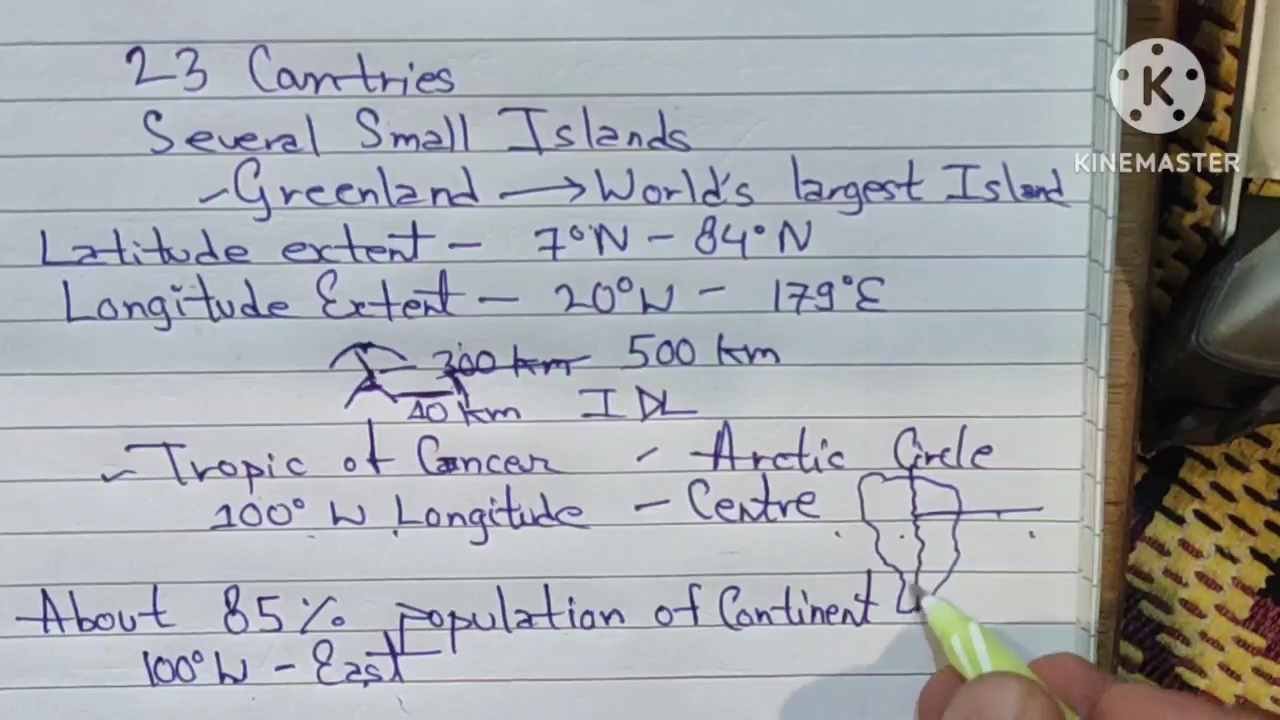 23 Cantries
Several Small Islands
- Greenland → World's largest Island
Latitude extent - 7°N - 84°N
Longitude Extent - 20°W - 179°E
300 km 500 km
40 km IDL
Tropic of Cancer - Arctic Circle
100° W Longitude - Centre
About 85% population of Continent
100°W - East
K
KINEMASTER